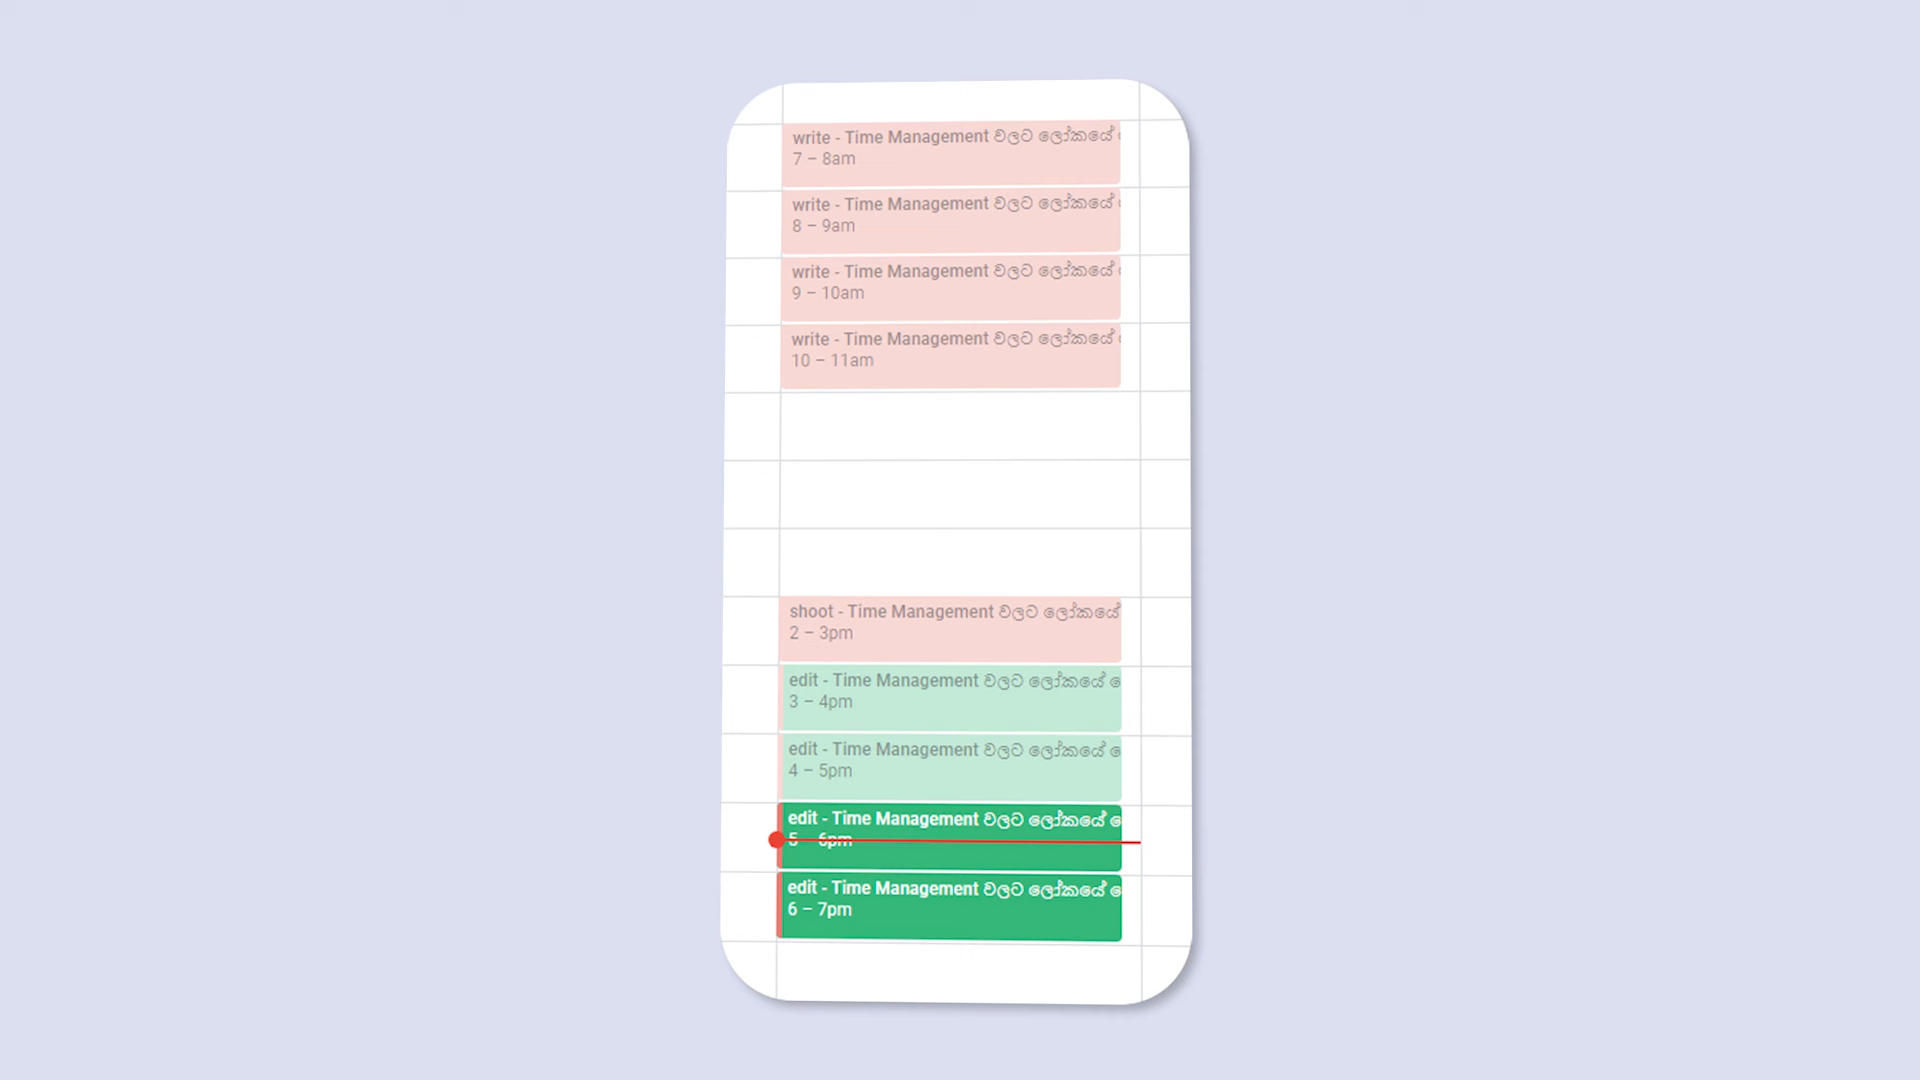 write - Time Management වලට ලෝකයේ
7 – 8am
write - Time Management වලට ලෝකයේ
8 – 9am
write - Time Management වලට ලෝකයේ
9 – 10am
write - Time Management වලට ලෝකයේ
10 – 11am
shoot - Time Management වලට ලෝකයේ
2 – 3pm
edit - Time Management වලට ලෝකයේ
3 – 4pm
edit - Time Management වලට ලෝකයේ
4 – 5pm
edit - Time Management වලට ලෝකයේ
5 – 6pm
edit - Time Management වලට ලෝකයේ
6 – 7pm